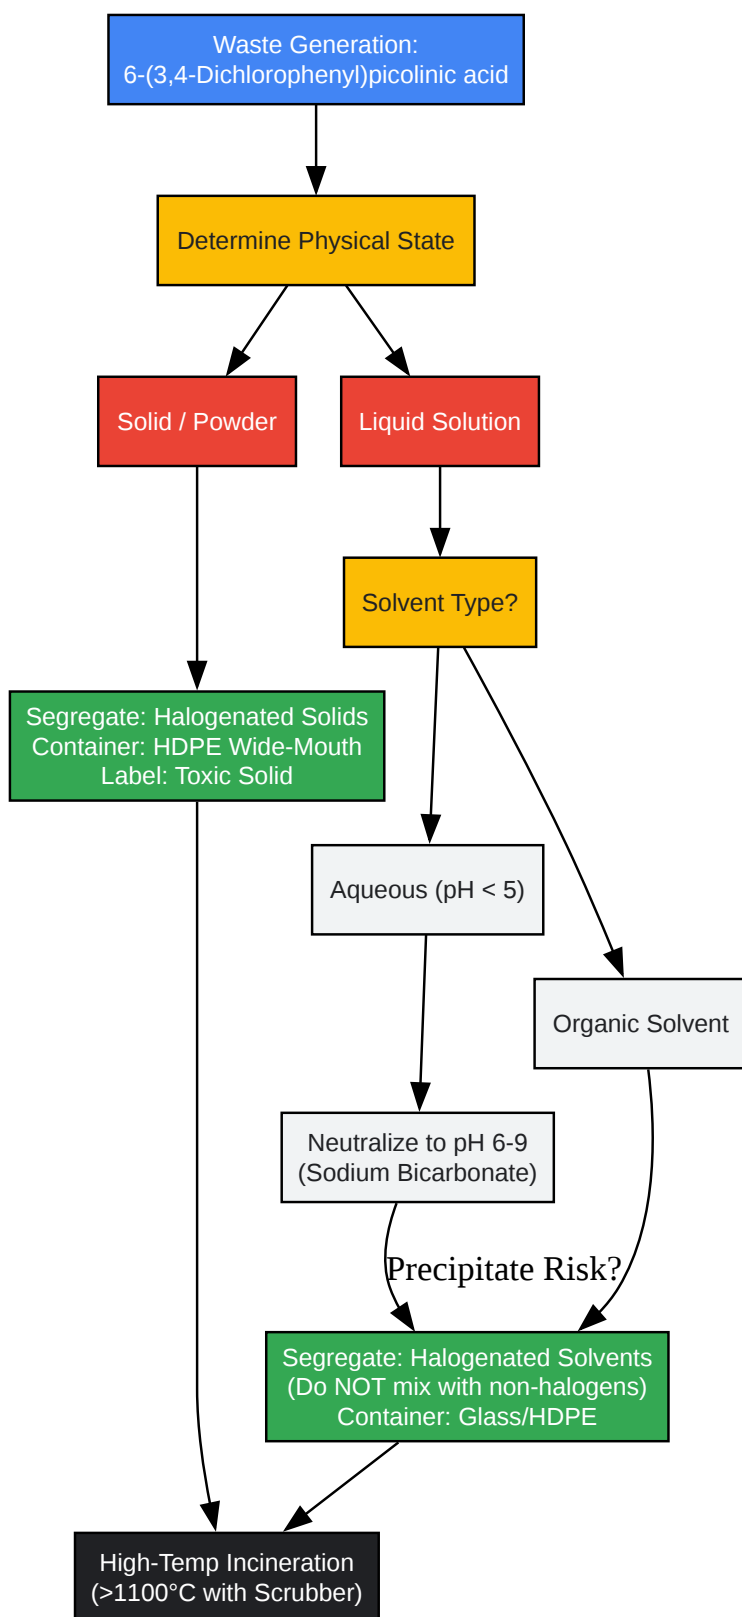 Waste Generation:
6-(3,4-Dichlorophenyl)picolinic acid
Determine Physical State
Solid / Powder
Liquid Solution
Solvent Type?
Segregate: Halogenated Solids
Container: HDPE Wide-Mouth
Label: Toxic Solid
Aqueous (pH < 5)
Organic Solvent
Neutralize to pH 6-9
(Sodium Bicarbonate)
Precipitate Risk?
Segregate: Halogenated Solvents
(Do NOT mix with non-halogens)
Container: Glass/HDPE
High-Temp Incineration
(>1100°C with Scrubber)